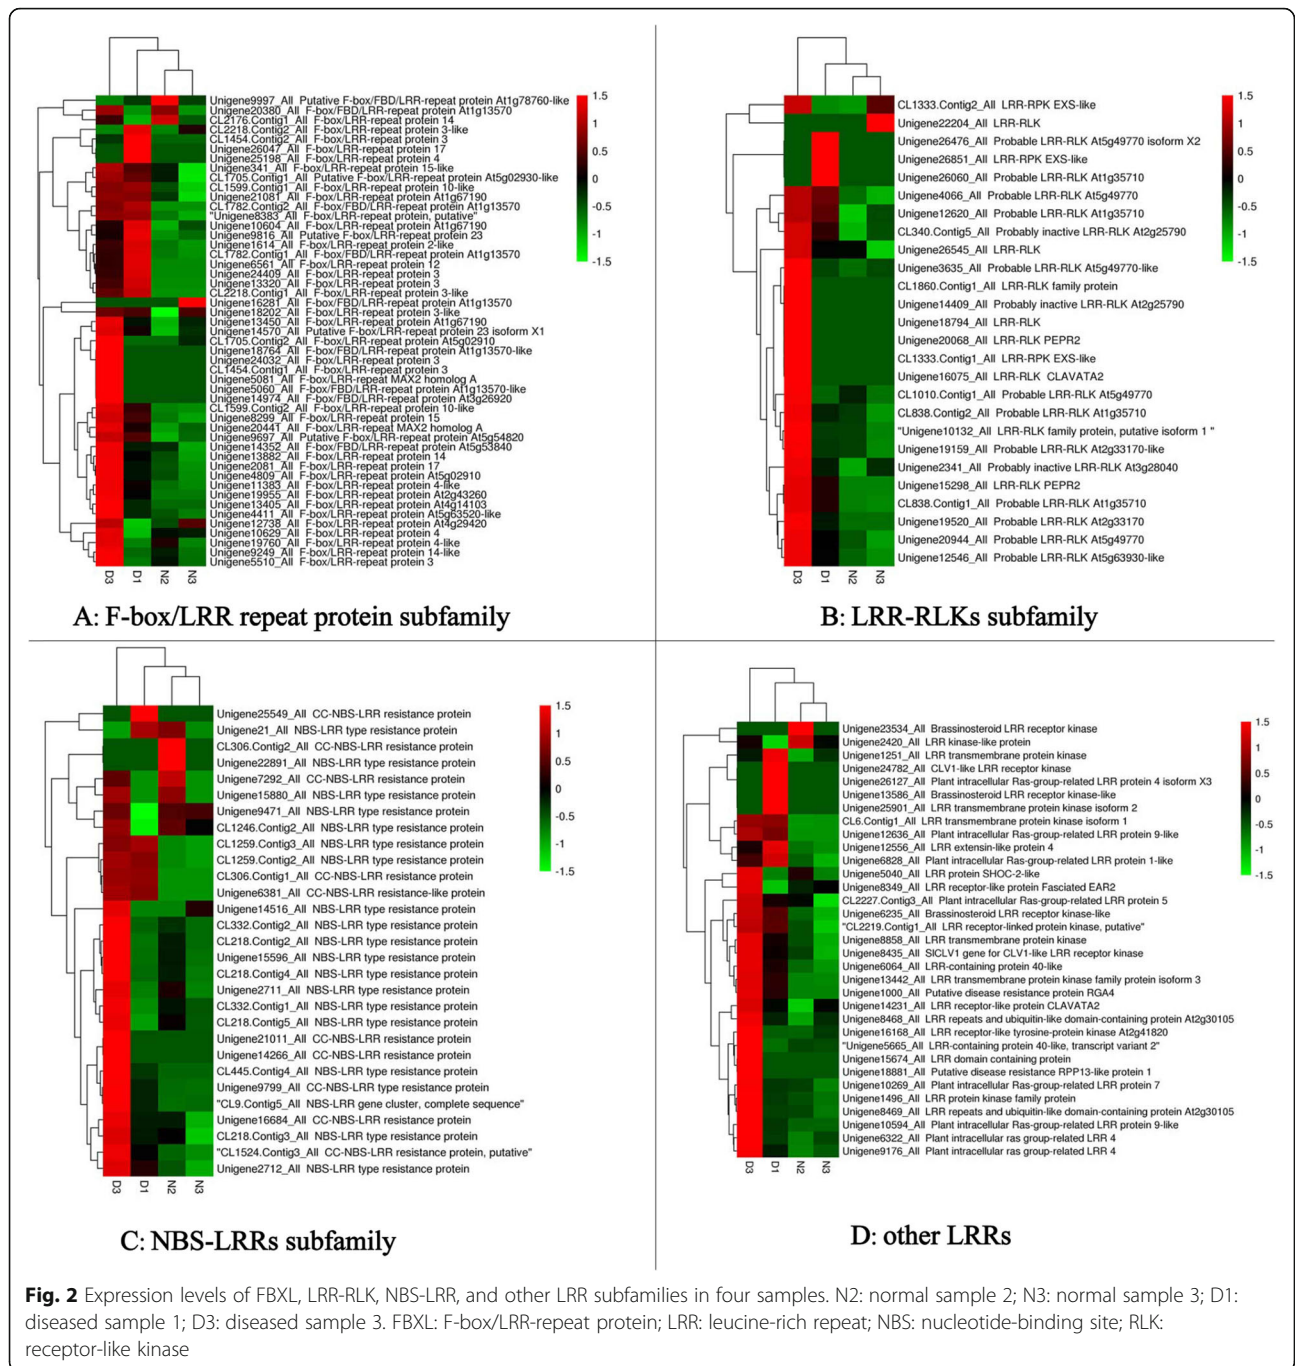 Unigene9997_All Putative F-box/FBD/LRR-repeat protein At1g78760-like
Unigene20380_All F-box/FBD/LRR-repeat protein At1g13570
CL2176.Contig1_All F-box/LRR-repeat protein 14
CL2218.Contig2_All F-box/LRR-repeat protein 3-like
CL1454.Contig2_All F-box/LRR-repeat protein 3
Unigene26047_All F-box/LRR-repeat protein 17
Unigene25198_All F-box/LRR-repeat protein 4
Unigene341_All F-box/LRR-repeat protein 15-like
CL1705.Contig1_All Putative F-box/LRR-repeat protein At5g02930-like
CL1599.Contig1_All F-box/LRR-repeat protein 10-like
Unigene21081_All F-box/LRR-repeat protein At1g67190
CL1782.Contig2_All F-box/FBD/LRR-repeat protein At1g13570
"Unigene8383_All F-box/LRR-repeat protein, putative"
Unigene10604_All F-box/LRR-repeat protein At1g67190
Unigene9816_All Putative F-box/LRR-repeat protein 23
Unigene1614_All F-box/LRR-repeat protein 2-like
CL1782.Contig1_All F-box/FBD/LRR-repeat protein At1g13570
Unigene6561_All F-box/LRR-repeat protein 12
Unigene24409_All F-box/LRR-repeat protein 3
Unigene13320_All F-box/LRR-repeat protein 3
CL2218.Contig1_All F-box/LRR-repeat protein 3-like
Unigene16281_All F-box/FBD/LRR-repeat protein At1g13570
Unigene18202_All F-box/LRR-repeat protein 3-like
Unigene13450_All F-box/LRR-repeat protein At1g67190
Unigene14570_All Putative F-box/LRR-repeat protein 23 isoform X1
CL1705.Contig2_All F-box/LRR-repeat protein At5g02910
Unigene18764_All F-box/FBD/LRR-repeat protein At1g13570-like
Unigene24032_All F-box/LRR-repeat protein 3
CL1454.Contig1_All F-box/LRR-repeat protein 3
Unigene5081_All F-box/LRR-repeat MAX2 homolog A
Unigene5060_All F-box/FBD/LRR-repeat protein At1g13570-like
Unigene14974_All F-box/FBD/LRR-repeat protein At3g26920
CL1599.Contig2_All F-box/LRR-repeat protein 10-like
Unigene8299_All F-box/LRR-repeat protein 15
Unigene20441_All F-box/LRR-repeat MAX2 homolog A
Unigene9697_All Putative F-box/LRR-repeat protein At5g54820
Unigene14352_All F-box/FBD/LRR-repeat protein At5g53840
Unigene13882_All F-box/LRR-repeat protein 14
Unigene2081_All F-box/LRR-repeat protein 17
Unigene4809_All F-box/LRR-repeat protein At5g02910
Unigene11383_All F-box/LRR-repeat protein 4-like
Unigene19955_All F-box/LRR-repeat protein At2g43260
Unigene13405_All F-box/LRR-repeat protein At4g14103
Unigene4411_All F-box/LRR-repeat protein At5g63520-like
Unigene12738_All F-box/LRR-repeat protein At4g29420
Unigene10629_All F-box/LRR-repeat protein 4
Unigene19760_All F-box/LRR-repeat protein 4-like
Unigene9249_All F-box/LRR-repeat protein 14-like
Unigene5510_All F-box/LRR-repeat protein 3
D3 D1 N2 N3
1.5
1
0.5
0
-0.5
-1
-1.5
A: F-box/LRR repeat protein subfamily
CL1333.Contig2_All LRR-RPK EXS-like
Unigene22204_All LRR-RLK
Unigene26476_All Probable LRR-RLK At5g49770 isoform X2
Unigene26851_All LRR-RPK EXS-like
Unigene26060_All Probable LRR-RLK At1g35710
Unigene4066_All Probable LRR-RLK At5g49770
Unigene12620_All Probable LRR-RLK At1g35710
CL340.Contig5_All Probably inactive LRR-RLK At2g25790
Unigene26545_All LRR-RLK
Unigene3635_All Probable LRR-RLK At5g49770-like
CL1860.Contig1_All LRR-RLK family protein
Unigene14409_All Probably inactive LRR-RLK At2g25790
Unigene18794_All LRR-RLK
Unigene20068_All LRR-RLK PEPR2
CL1333.Contig1_All LRR-RPK EXS-like
Unigene16075_All LRR-RLK CLAVATA2
CL1010.Contig1_All Probable LRR-RLK At5g49770
CL838.Contig2_All Probable LRR-RLK At1g35710
"Unigene10132_All LRR-RLK family protein, putative isoform 1 "
Unigene19159_All Probable LRR-RLK At2g33170-like
Unigene2341_All Probably inactive LRR-RLK At3g28040
Unigene15298_All LRR-RLK PEPR2
CL838.Contig1_All Probable LRR-RLK At1g35710
Unigene19520_All Probable LRR-RLK At2g33170
Unigene20944_All Probable LRR-RLK At5g49770
Unigene12546_All Probable LRR-RLK At5g63930-like
D3 D1 N2 N3
1.5
1
0.5
0
-0.5
-1
-1.5
B: LRR-RLKs subfamily
Unigene25549_All CC-NBS-LRR resistance protein
Unigene21_All NBS-LRR type resistance protein
CL306.Contig2_All CC-NBS-LRR resistance protein
Unigene22891_All NBS-LRR type resistance protein
Unigene7292_All CC-NBS-LRR resistance protein
Unigene15880_All NBS-LRR type resistance protein
Unigene9471_All NBS-LRR type resistance protein
CL1246.Contig2_All NBS-LRR type resistance protein
CL1259.Contig3_All NBS-LRR type resistance protein
CL1259.Contig2_All NBS-LRR type resistance protein
CL306.Contig1_All CC-NBS-LRR resistance protein
Unigene6381_All CC-NBS-LRR resistance-like protein
Unigene14516_All NBS-LRR type resistance protein
CL332.Contig2_All NBS-LRR type resistance protein
CL218.Contig2_All NBS-LRR type resistance protein
Unigene15596_All NBS-LRR type resistance protein
CL218.Contig4_All NBS-LRR type resistance protein
Unigene2711_All NBS-LRR type resistance protein
CL332.Contig1_All NBS-LRR type resistance protein
CL218.Contig5_All NBS-LRR type resistance protein
Unigene21011_All CC-NBS-LRR resistance protein
Unigene14266_All CC-NBS-LRR resistance protein
CL445.Contig4_All NBS-LRR type resistance protein
Unigene9799_All CC-NBS-LRR type resistance protein
"CL9.Contig5_All NBS-LRR gene cluster, complete sequence"
Unigene16684_All CC-NBS-LRR resistance protein
CL218.Contig3_All NBS-LRR type resistance protein
"CL1524.Contig3_All CC-NBS-LRR resistance protein, putative"
Unigene2712_All NBS-LRR type resistance protein
D3 D1 N2 N3
1.5
1
0.5
0
-0.5
-1
-1.5
C: NBS-LRRs subfamily
Unigene23534_All Brassinosteroid LRR receptor kinase
Unigene2420_All LRR kinase-like protein
Unigene1251_All LRR transmembrane protein kinase
Unigene24782_All CLV1-like LRR receptor kinase
Unigene26127_All Plant intracellular Ras-group-related LRR protein 4 isoform X3
Unigene13586_All Brassinosteroid LRR receptor kinase-like
Unigene25901_All LRR transmembrane protein kinase isoform 2
CL6.Contig1_All LRR transmembrane protein kinase isoform 1
Unigene12636_All Plant intracellular Ras-group-related LRR protein 9-like
Unigene12556_All LRR extensin-like protein 4
Unigene6828_All Plant intracellular Ras-group-related LRR protein 1-like
Unigene5040_All LRR protein SHOC-2-like
Unigene8349_All LRR receptor-like protein Fasciated EAR2
CL2227.Contig3_All Plant intracellular Ras-group-related LRR protein 5
Unigene6235_All Brassinosteroid LRR receptor kinase-like
"CL2219.Contig1_All LRR receptor-linked protein kinase, putative"
Unigene8858_All LRR transmembrane protein kinase
Unigene8435_All SlCLV1 gene for CLV1-like LRR receptor kinase
Unigene6064_All LRR-containing protein 40-like
Unigene13442_All LRR transmembrane protein kinase family protein isoform 3
Unigene1000_All Putative disease resistance protein RGA4
Unigene14231_All LRR receptor-like protein CLAVATA2
Unigene8468_All LRR repeats and ubiquitin-like domain-containing protein At2g30105
Unigene16168_All LRR receptor-like tyrosine-protein kinase At2g41820
"Unigene5665_All LRR-containing protein 40-like, transcript variant 2"
Unigene15674_All LRR domain containing protein
Unigene18881_All Putative disease resistance RPP13-like protein 1
Unigene10269_All Plant intracellular Ras-group-related LRR protein 7
Unigene1496_All LRR protein kinase family protein
Unigene8469_All LRR repeats and ubiquitin-like domain-containing protein At2g30105
Unigene10594_All Plant intracellular Ras-group-related LRR protein 9-like
Unigene6322_All Plant intracellular ras group-related LRR 4
Unigene9176_All Plant intracellular ras group-related LRR 4
D3 D1 N2 N3
1.5
1
0.5
0
-0.5
-1
-1.5
D: other LRRs
Fig. 2 Expression levels of FBXL, LRR-RLK, NBS-LRR, and other LRR subfamilies in four samples. N2: normal sample 2; N3: normal sample 3; D1:
diseased sample 1; D3: diseased sample 3. FBXL: F-box/LRR-repeat protein; LRR: leucine-rich repeat; NBS: nucleotide-binding site; RLK:
receptor-like kinase